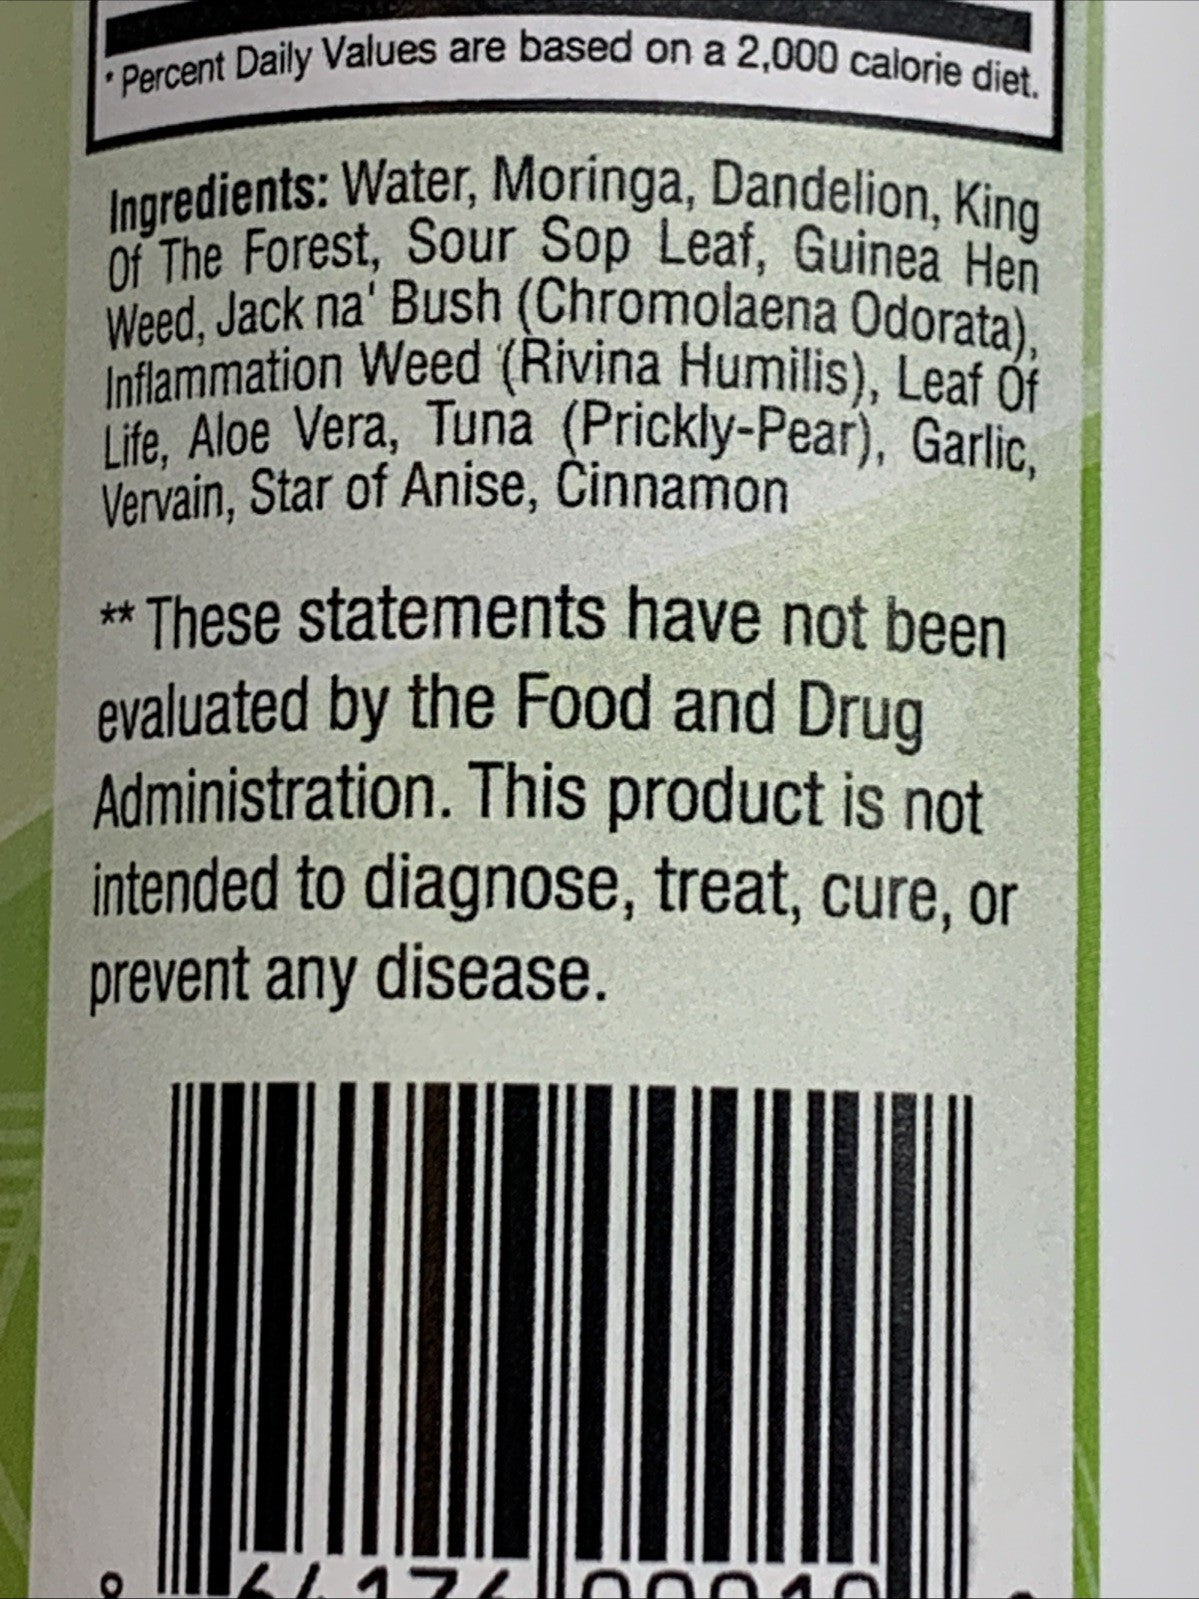 * Percent Daily Values are based on a 2,000 calorie diet.
Ingredients: Water, Moringa, Dandelion, King
Of The Forest, Sour Sop Leaf, Guinea Hen
Weed, Jack na' Bush (Chromolaena Odorata),
Inflammation Weed (Rivina Humilis), Leaf Of
Life, Aloe Vera, Tuna (Prickly-Pear), Garlic,
Vervain, Star of Anise, Cinnamon
** These statements have not been
evaluated by the Food and Drug
Administration. This product is not
intended to diagnose, treat, cure, or
prevent any disease.